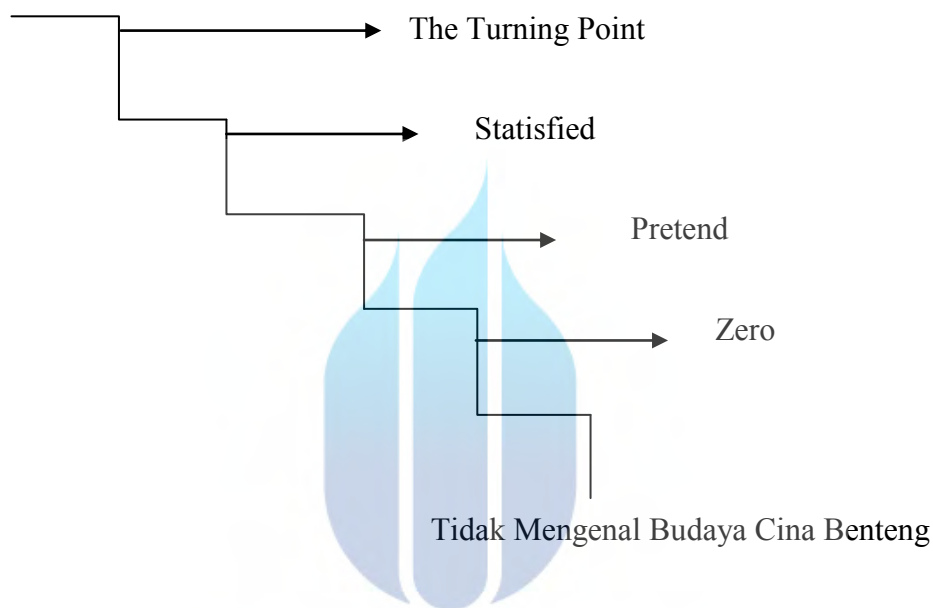 The Turning Point
Statisfied
Pretend
Zero
Tidak Mengenal Budaya Cina Benteng